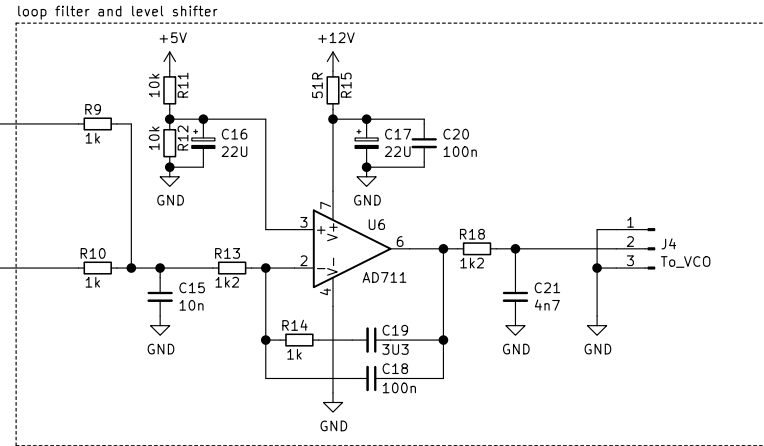 loop filter and level shifter
+5V
+12V
10k
R11
51R
R15
R9
1k
10k
R12
+
C16
22U
+
C17
22U
C20
100n
GND
GND
7
3
+
V+
U6
6
2
−
V−
4
AD711
R10
1k
R13
1k2
C15
10n
GND
R18
1k2
C21
4n7
GND
1
2
3
J4
To_VCO
GND
R14
1k
C19
3U3
C18
100n
GND